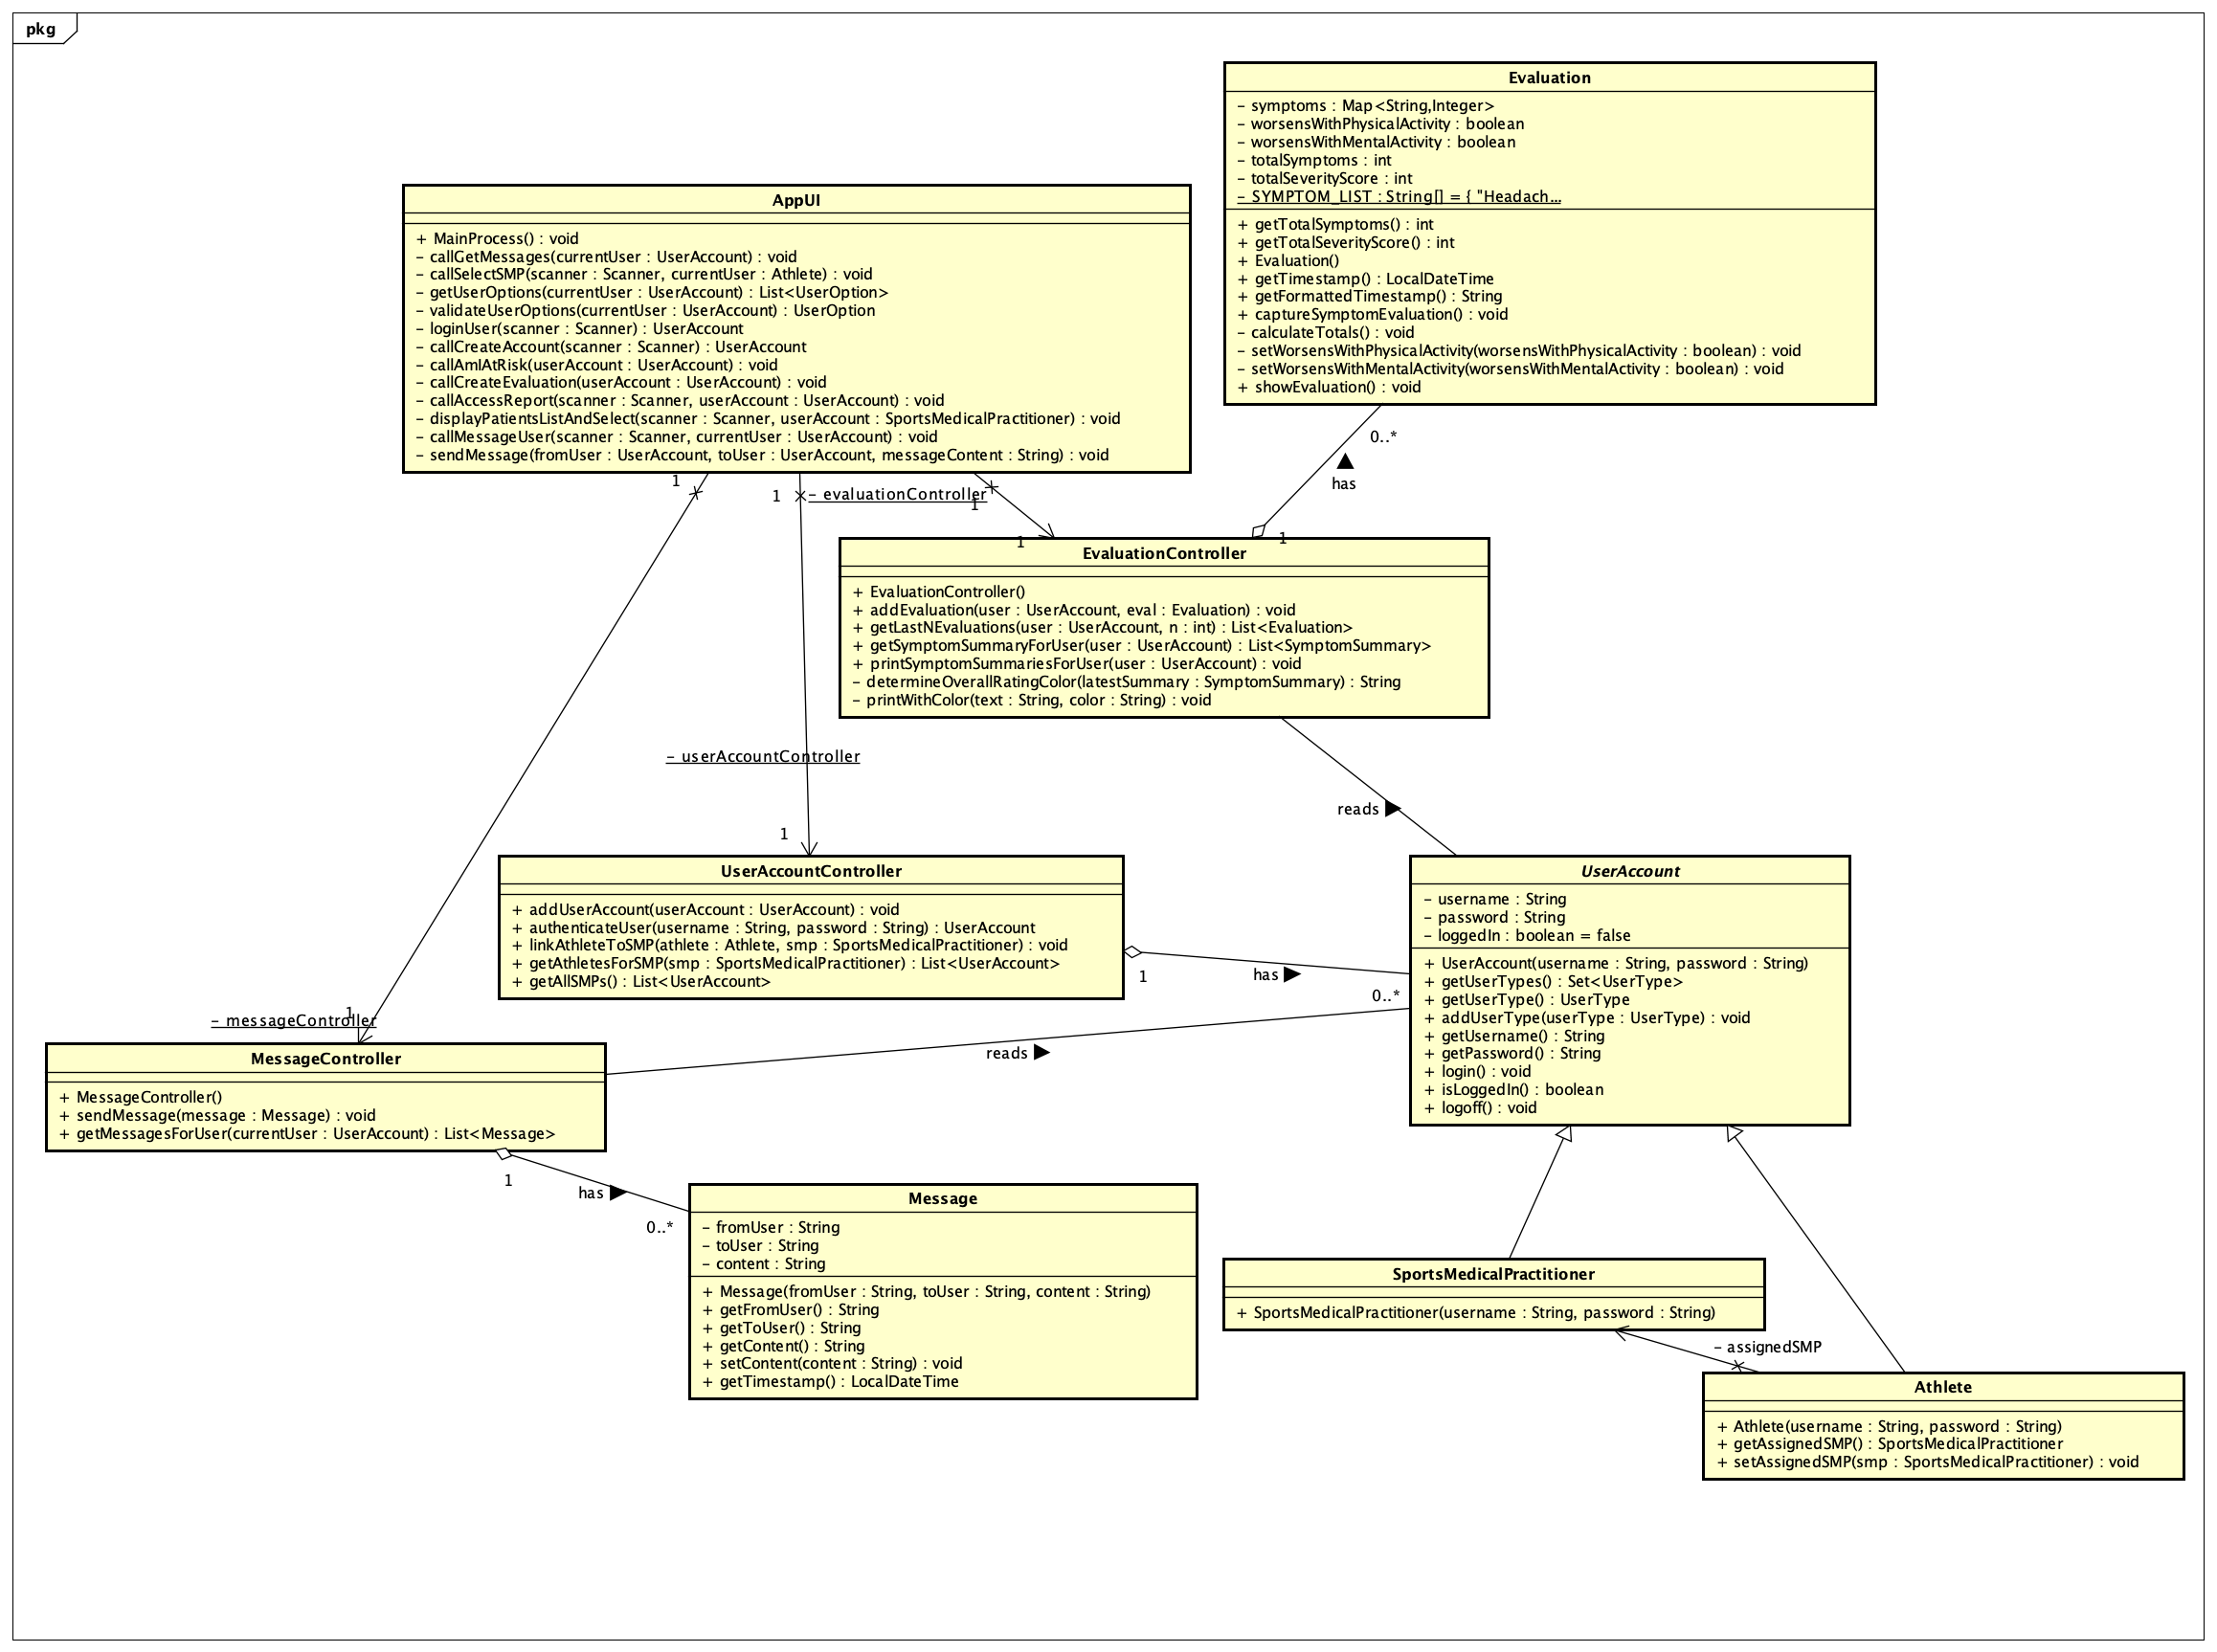 pkg
Evaluation
– symptoms : Map<String,Integer>
– worsensWithPhysicalActivity : boolean
– worsensWithMentalActivity : boolean
– totalSymptoms : int
– totalSeverityScore : int
– SYMPTOM_LIST : String[] = { "Headach...
+ getTotalSymptoms() : int
+ getTotalSeverityScore() : int
+ Evaluation()
+ getTimestamp() : LocalDateTime
+ getFormattedTimestamp() : String
+ captureSymptomEvaluation() : void
– calculateTotals() : void
– setWorsensWithPhysicalActivity(worsensWithPhysicalActivity : boolean) : void
– setWorsensWithMentalActivity(worsensWithMentalActivity : boolean) : void
+ showEvaluation() : void
AppUI
+ MainProcess() : void
– callGetMessages(currentUser : UserAccount) : void
– callSelectSMP(scanner : Scanner, currentUser : Athlete) : void
– getUserOptions(currentUser : UserAccount) : List<UserOption>
– validateUserOptions(currentUser : UserAccount) : UserOption
– loginUser(scanner : Scanner) : UserAccount
– callCreateAccount(scanner : Scanner) : UserAccount
– callAmIAtRisk(userAccount : UserAccount) : void
– callCreateEvaluation(userAccount : UserAccount) : void
– callAccessReport(scanner : Scanner, userAccount : UserAccount) : void
– displayPatientsListAndSelect(scanner : Scanner, userAccount : SportsMedicalPractitioner) : void
– callMessageUser(scanner : Scanner, currentUser : UserAccount) : void
– sendMessage(fromUser : UserAccount, toUser : UserAccount, messageContent : String) : void
0..*
has
1
1
– evaluationController
1
1
1
EvaluationController
+ EvaluationController()
+ addEvaluation(user : UserAccount, eval : Evaluation) : void
+ getLastNEvaluations(user : UserAccount, n : int) : List<Evaluation>
+ getSymptomSummaryForUser(user : UserAccount) : List<SymptomSummary>
+ printSymptomSummariesForUser(user : UserAccount) : void
– determineOverallRatingColor(latestSummary : SymptomSummary) : String
– printWithColor(text : String, color : String) : void
– userAccountController
reads
1
UserAccountController
+ addUserAccount(userAccount : UserAccount) : void
+ authenticateUser(username : String, password : String) : UserAccount
+ linkAthleteToSMP(athlete : Athlete, smp : SportsMedicalPractitioner) : void
+ getAthletesForSMP(smp : SportsMedicalPractitioner) : List<UserAccount>
+ getAllSMPs() : List<UserAccount>
1
has
0..*
UserAccount
– username : String
– password : String
– loggedIn : boolean = false
+ UserAccount(username : String, password : String)
+ getUserTypes() : Set<UserType>
+ getUserType() : UserType
+ addUserType(userType : UserType) : void
+ getUsername() : String
+ getPassword() : String
+ login() : void
+ isLoggedIn() : boolean
+ logoff() : void
1
– messageController
reads
MessageController
+ MessageController()
+ sendMessage(message : Message) : void
+ getMessagesForUser(currentUser : UserAccount) : List<Message>
1
has
0..*
Message
– fromUser : String
– toUser : String
– content : String
+ Message(fromUser : String, toUser : String, content : String)
+ getFromUser() : String
+ getToUser() : String
+ getContent() : String
+ setContent(content : String) : void
+ getTimestamp() : LocalDateTime
SportsMedicalPractitioner
+ SportsMedicalPractitioner(username : String, password : String)
– assignedSMP
Athlete
+ Athlete(username : String, password : String)
+ getAssignedSMP() : SportsMedicalPractitioner
+ setAssignedSMP(smp : SportsMedicalPractitioner) : void